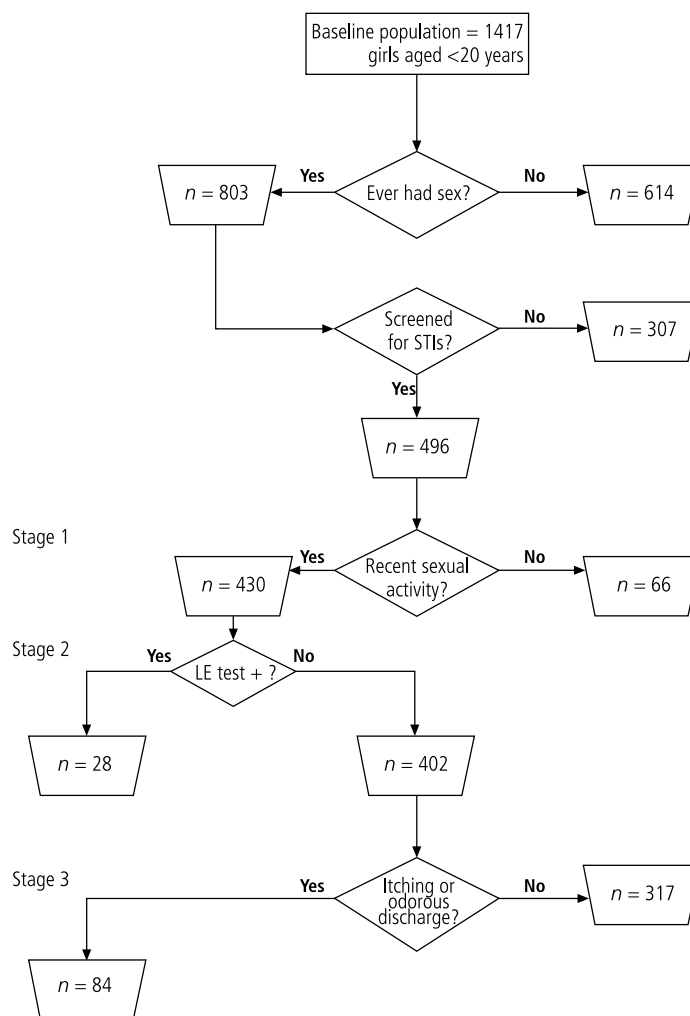 Baseline population = 1417
girls aged <20 years
Yes
No
n = 803
Ever had sex?
n = 614
Screened
for STIs?
No
n = 307
Yes
n = 496
Stage 1
Yes
No
n = 430
Recent sexual
activity?
n = 66
Stage 2
Yes
No
LE test + ?
n = 28
n = 402
Stage 3
Yes
No
Itching or
odorous
discharge?
n = 317
n = 84